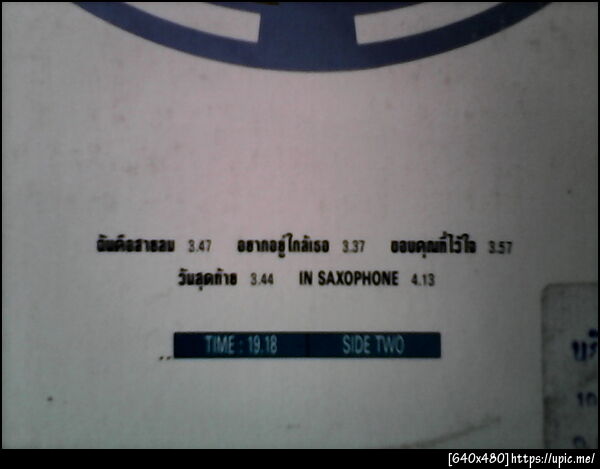 ฉันคือสายลม 3.47 อยากอยู่ใกล้เธอ 3.37 ขอบคุณที่ไว้ใจ 3.57
วันสุดท้าย 3.44 IN SAXOPHONE 4.13
TIME : 19.18 SIDE TWO
[640x480]https://upic.me/